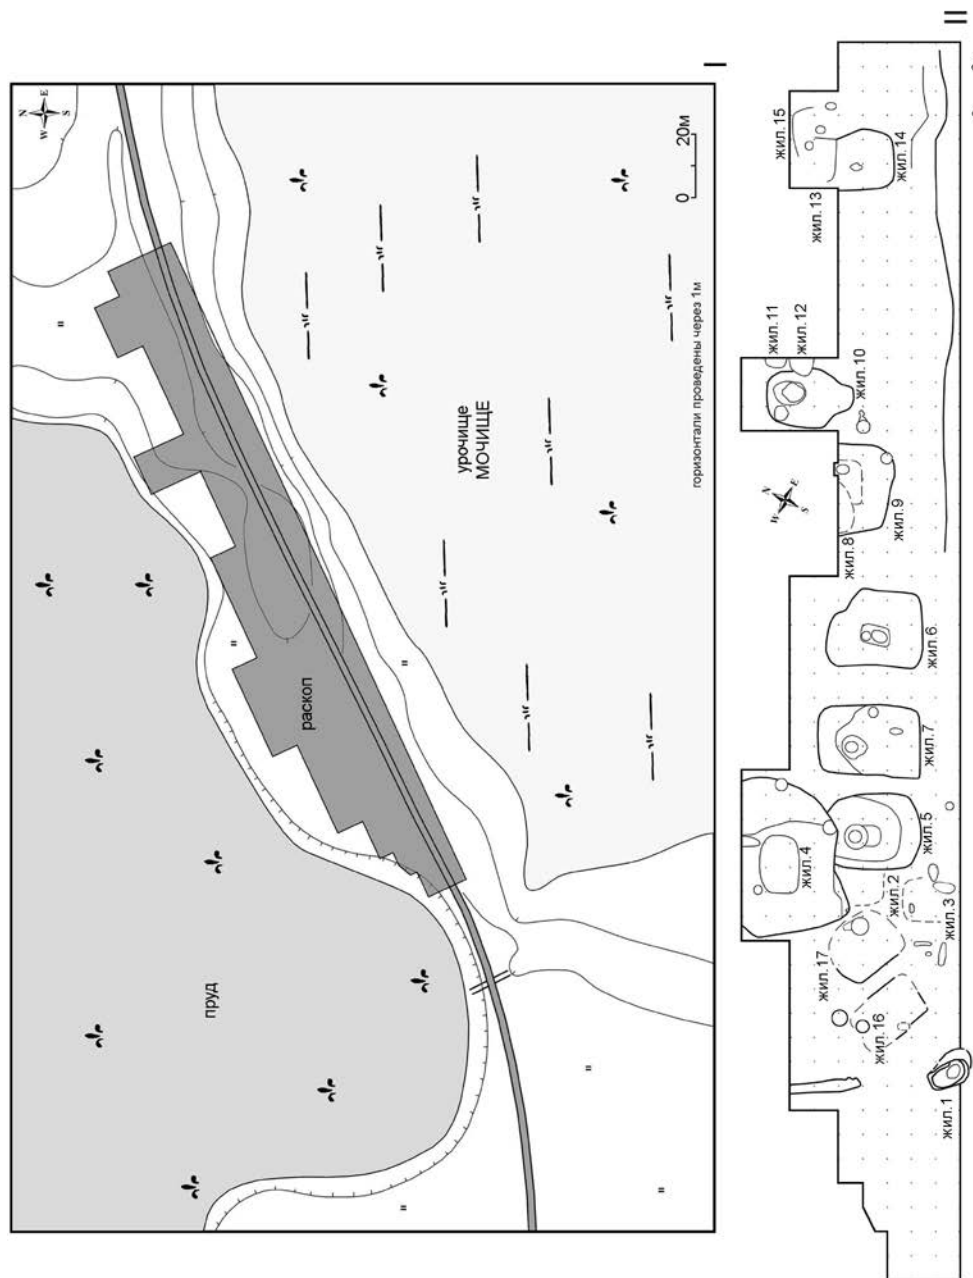 I
N
E
S
W
пруд
раскоп
урочище
МОЧИЩЕ
0
20м
горизонтали проведены через 1м
II
N
E
S
W
жил.1
жил.16
жил.17
жил.2
жил.3
жил.4
жил.5
жил.7
жил.6
жил.8
жил.9
жил.10
жил.11
жил.12
жил.13
жил.14
жил.15